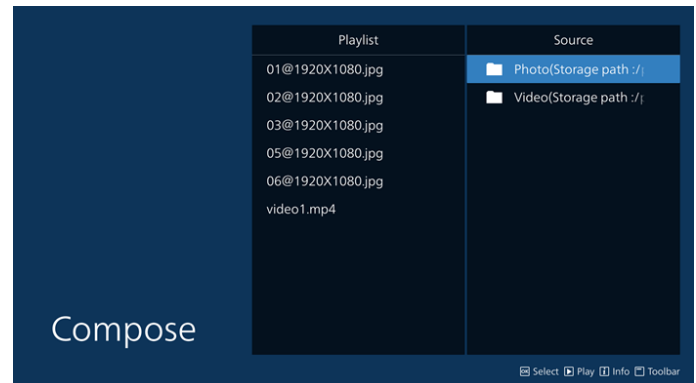 Playlist
Source
01@1920X1080.jpg
02@1920X1080.jpg
03@1920X1080.jpg
05@1920X1080.jpg
06@1920X1080.jpg
video1.mp4
Photo(Storage path :/p
Video(Storage path :/p
Compose
OK Select Play i Info Toolbar